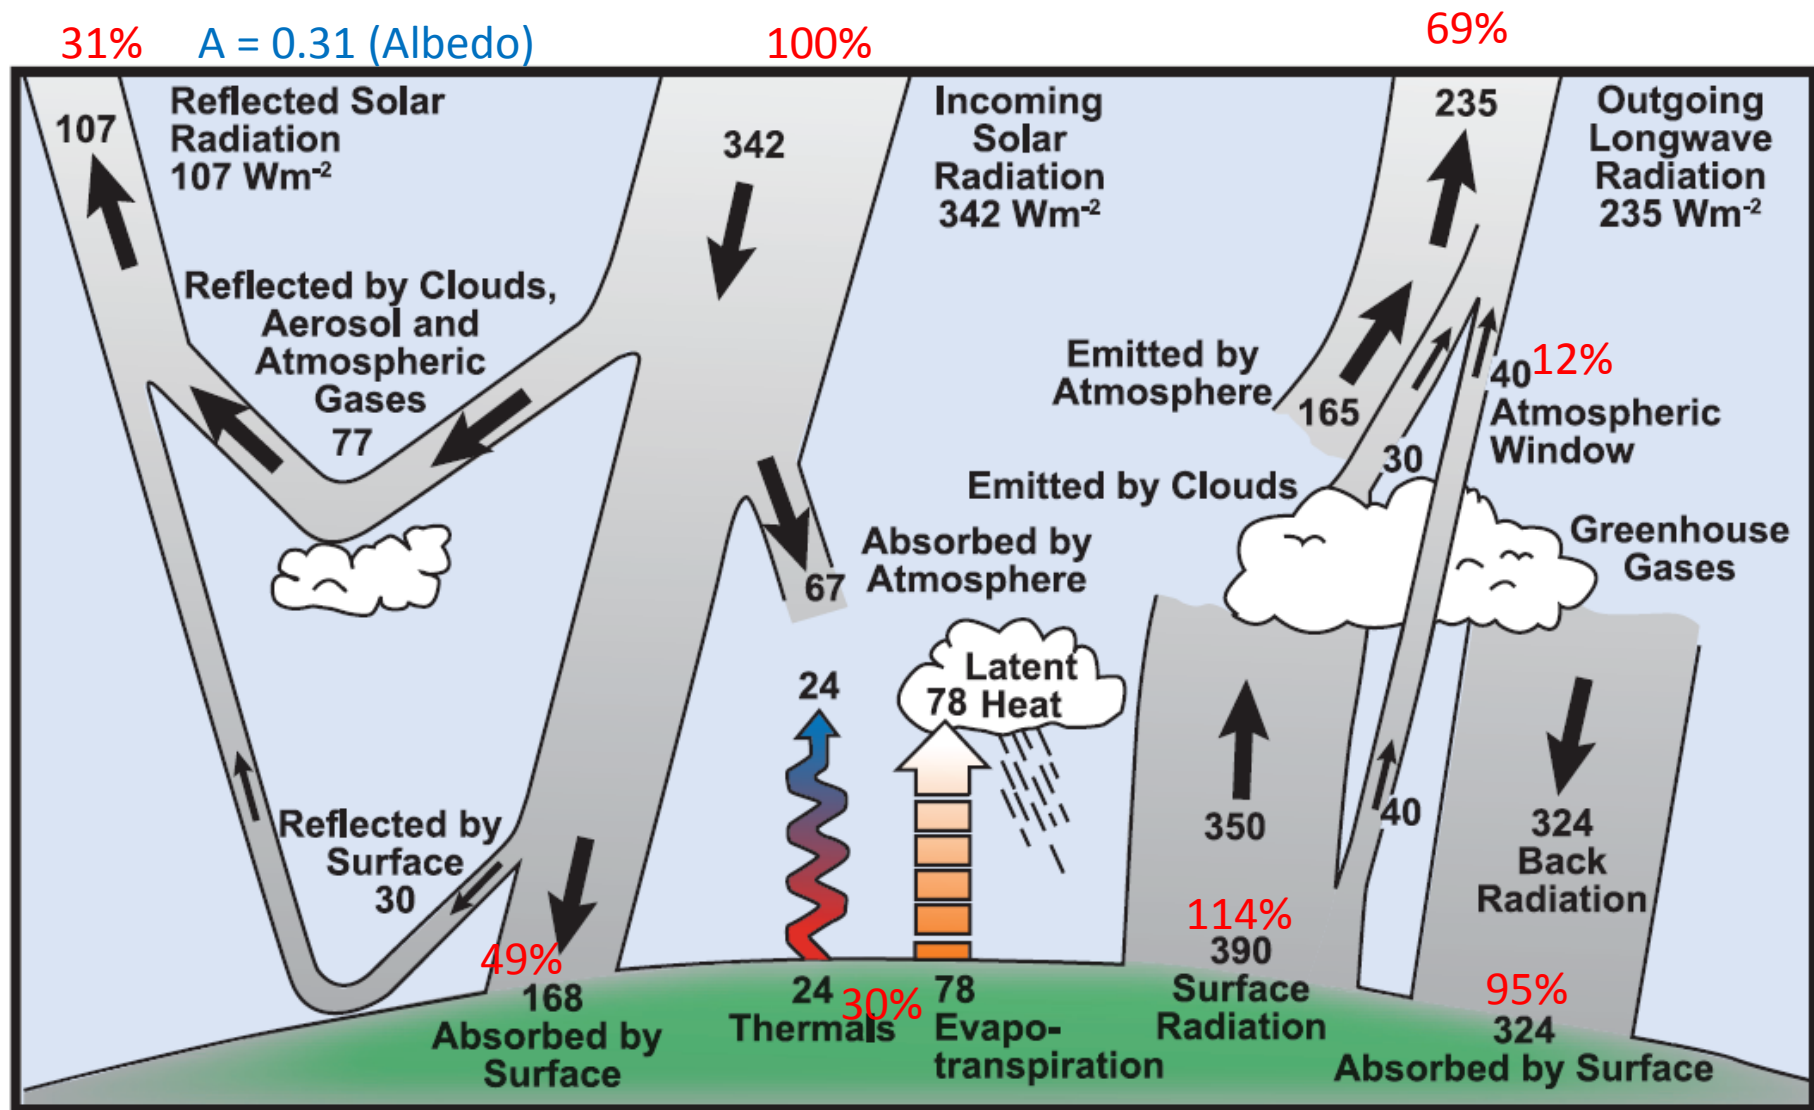 31%
A = 0.31 (Albedo)
100%
69%
107
Reflected Solar
Radiation
107 Wm⁻²
342
Incoming
Solar
Radiation
342 Wm⁻²
235
Outgoing
Longwave
Radiation
235 Wm⁻²
Reflected by Clouds,
Aerosol and
Atmospheric
Gases
77
Emitted by
Atmosphere
165
40 12%
Atmospheric
Window
30
Emitted by Clouds
Greenhouse
Gases
Absorbed by
Atmosphere
67
24
Latent
78 Heat
Reflected by
Surface
30
350
40
324
Back
Radiation
49%
168
Absorbed by
Surface
24
Thermals
30%
78
Evapo-
transpiration
114%
390
Surface
Radiation
95%
324
Absorbed by Surface